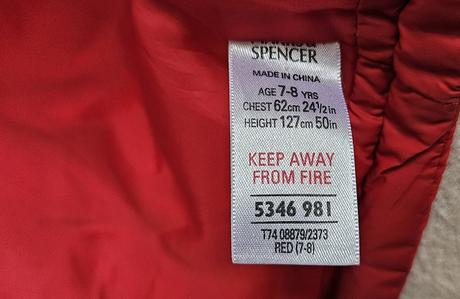 MARKS &
SPENCER
MADE IN CHINA
AGE 7-8 YRS
CHEST 62cm 24½in
HEIGHT 127cm 50in
KEEP AWAY
FROM FIRE
5346 981
T74 08879/2373
RED (7-8)